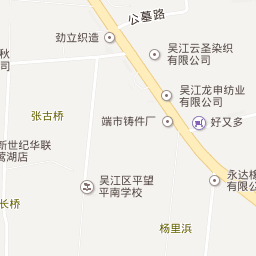 公墓路
劲立织造
秋
司
吴江云圣染织
有限公司
吴江龙申纺业
有限公司
张古桥
端市铸件厂
好又多
新世纪华联
莺湖店
吴江区平望
平南学校
永达橡
有限公
长桥
杨里浜